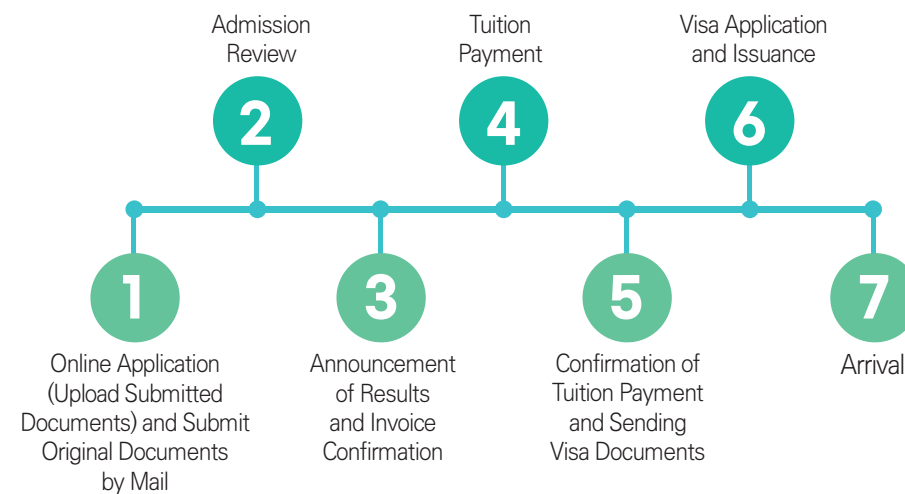 Admission
Review
2
Tuition
Payment
4
Visa Application
and Issuance
6
1
Online Application
(Upload Submitted
Documents) and Submit
Original Documents
by Mail
3
Announcement
of Results
and Invoice
Confirmation
5
Confirmation of
Tuition Payment
and Sending
Visa Documents
7
Arrival